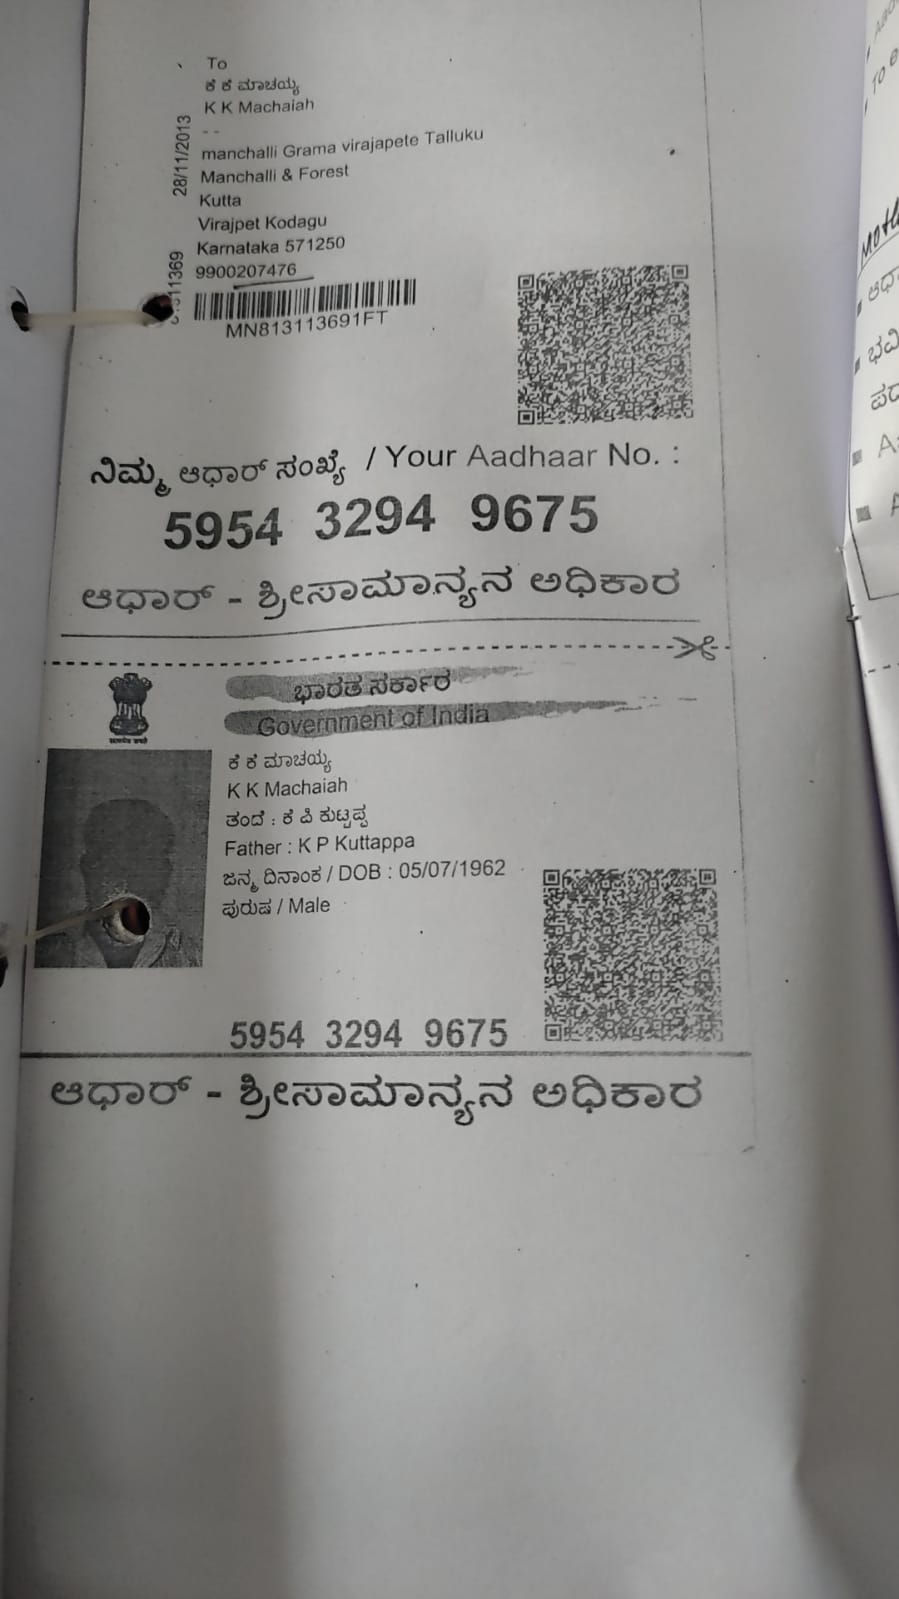 To
ಕೆ ಕೆ ಮಾಚಯ್ಯ
K K Machaiah
- -
manchalli Grama virajapete Talluku
Manchalli & Forest
Kutta
Virajpet Kodagu
Karnataka 571250
9900207476
28/11/2013
MN813113691FT
ನಿಮ್ಮ ಆಧಾರ್ ಸಂಖ್ಯೆ / Your Aadhaar No. :
5954 3294 9675
ಆಧಾರ್ - ಶ್ರೀಸಾಮಾನ್ಯನ ಅಧಿಕಾರ
ಭಾರತ ಸರ್ಕಾರ
Government of India
ಕೆ ಕೆ ಮಾಚಯ್ಯ
K K Machaiah
ತಂದೆ : ಕೆ ಪಿ ಕುಟ್ಟಪ್ಪ
Father : K P Kuttappa
ಜನ್ಮ ದಿನಾಂಕ / DOB : 05/07/1962
ಪುರುಷ / Male
5954 3294 9675
ಆಧಾರ್ - ಶ್ರೀಸಾಮಾನ್ಯನ ಅಧಿಕಾರ